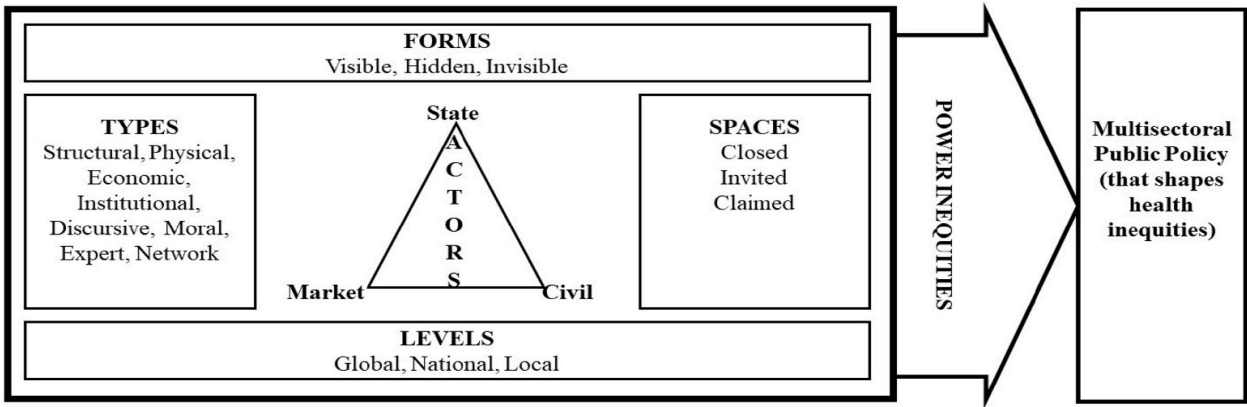 FORMS
Visible, Hidden, Invisible
TYPES
Structural, Physical,
Economic,
Institutional,
Discursive, Moral,
Expert, Network
State
ACTORS
Market
Civil
SPACES
Closed
Invited
Claimed
LEVELS
Global, National, Local
POWER INEQUITIES
Multisectoral
Public Policy
(that shapes
health
inequities)